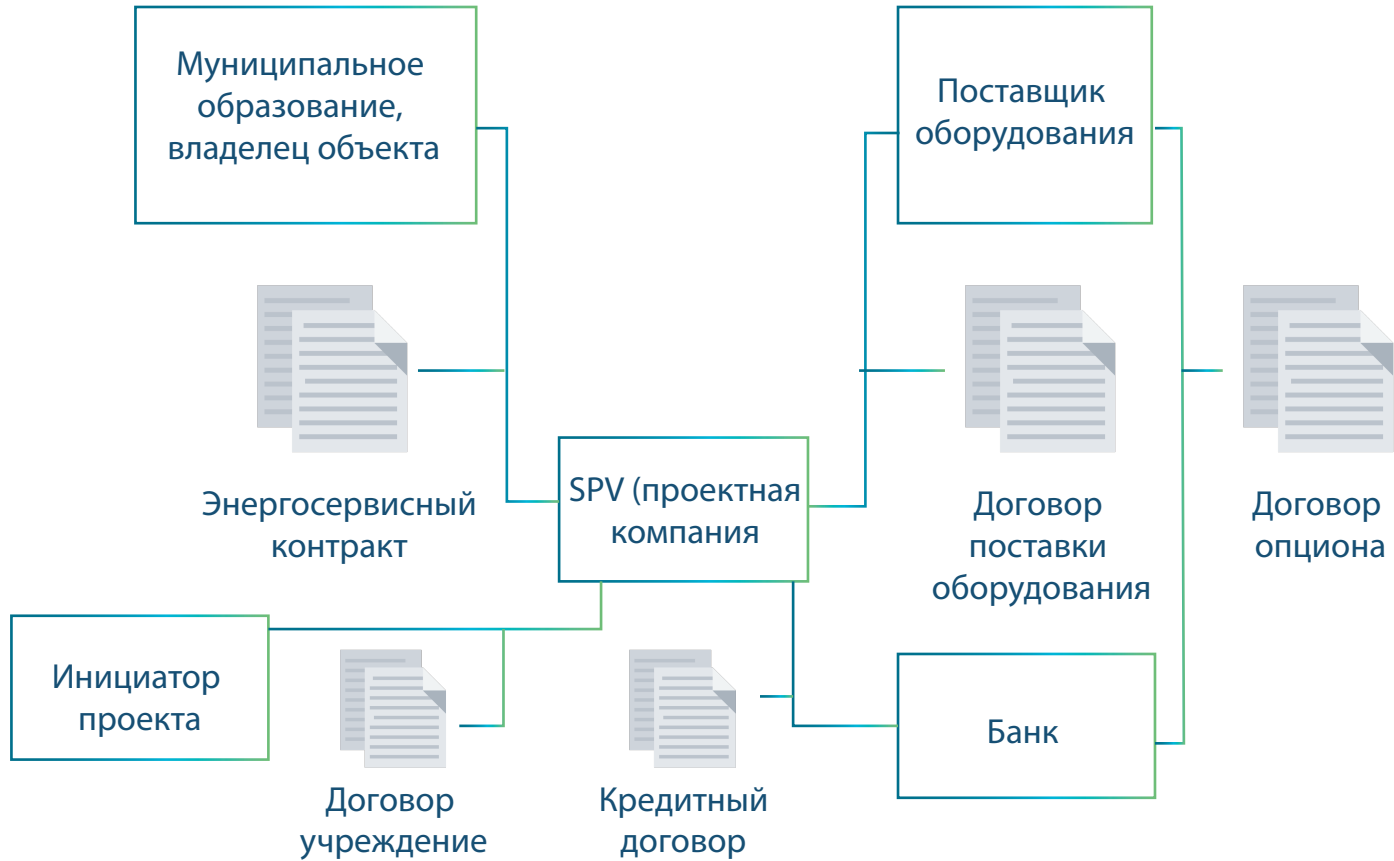 Муниципальное
образование,
владелец объекта
Поставщик
оборудования
Энергосервисный
контракт
SPV (проектная
компания
Договор
поставки
оборудования
Договор
опциона
Инициатор
проекта
Договор
учреждение
Кредитный
договор
Банк